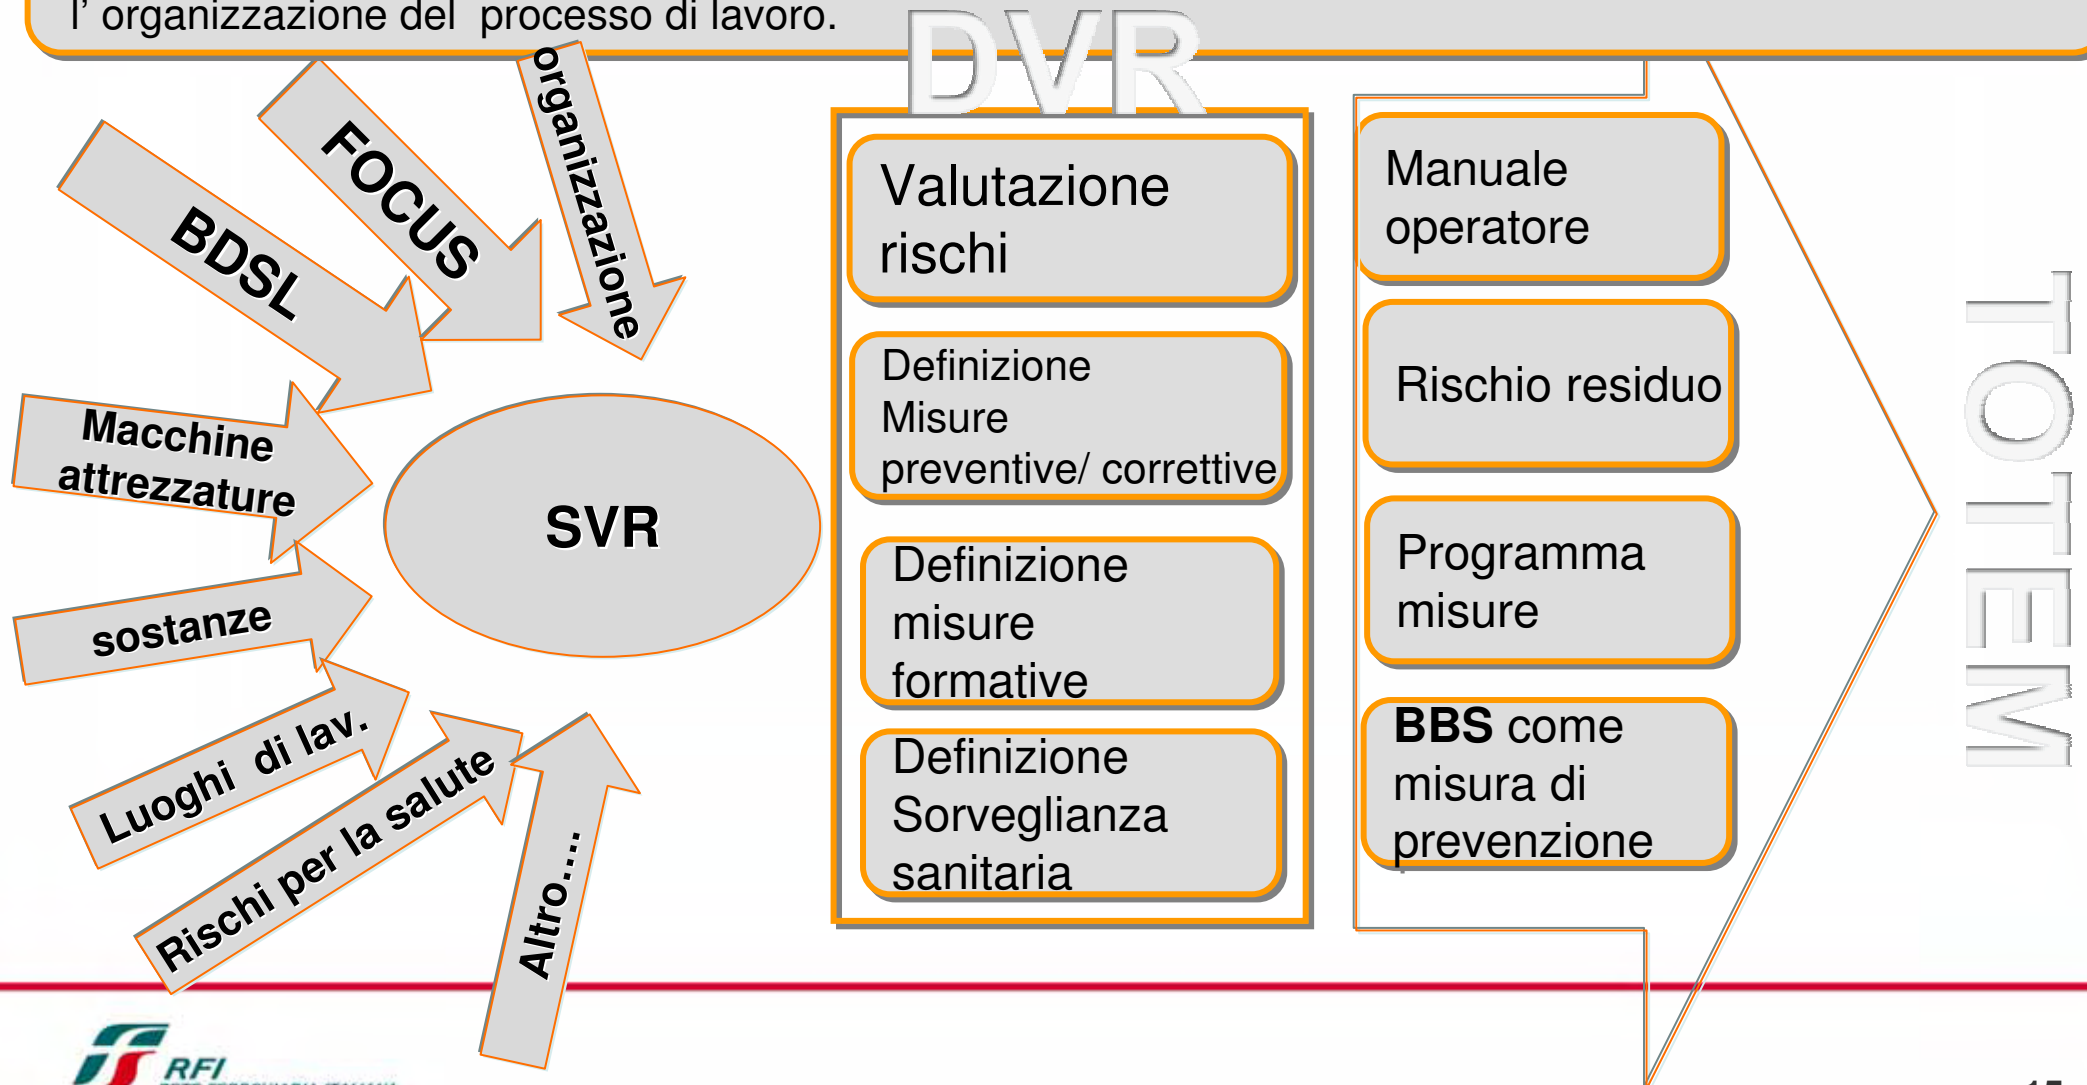 l’ organizzazione del processo di lavoro.
DVR
organizzazione
FOCUS
BDSL
Macchine
attrezzature
sostanze
Luoghi di lav.
Rischi per la salute
Altro....
SVR
Valutazione
rischi
Definizione
Misure
preventive/ correttive
Definizione
misure
formative
Definizione
Sorveglianza
sanitaria
Manuale
operatore
Rischio residuo
Programma
misure
BBS come
misura di
prevenzione
TOTEM
RFI